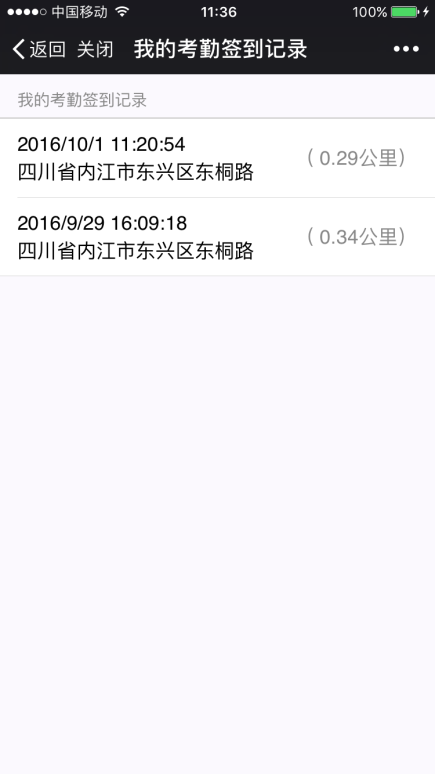 中国移动 11:36 100%
返回 关闭 我的考勤签到记录
我的考勤签到记录
2016/10/1 11:20:54
四川省内江市东兴区东桐路
( 0.29公里)
2016/9/29 16:09:18
四川省内江市东兴区东桐路
( 0.34公里)